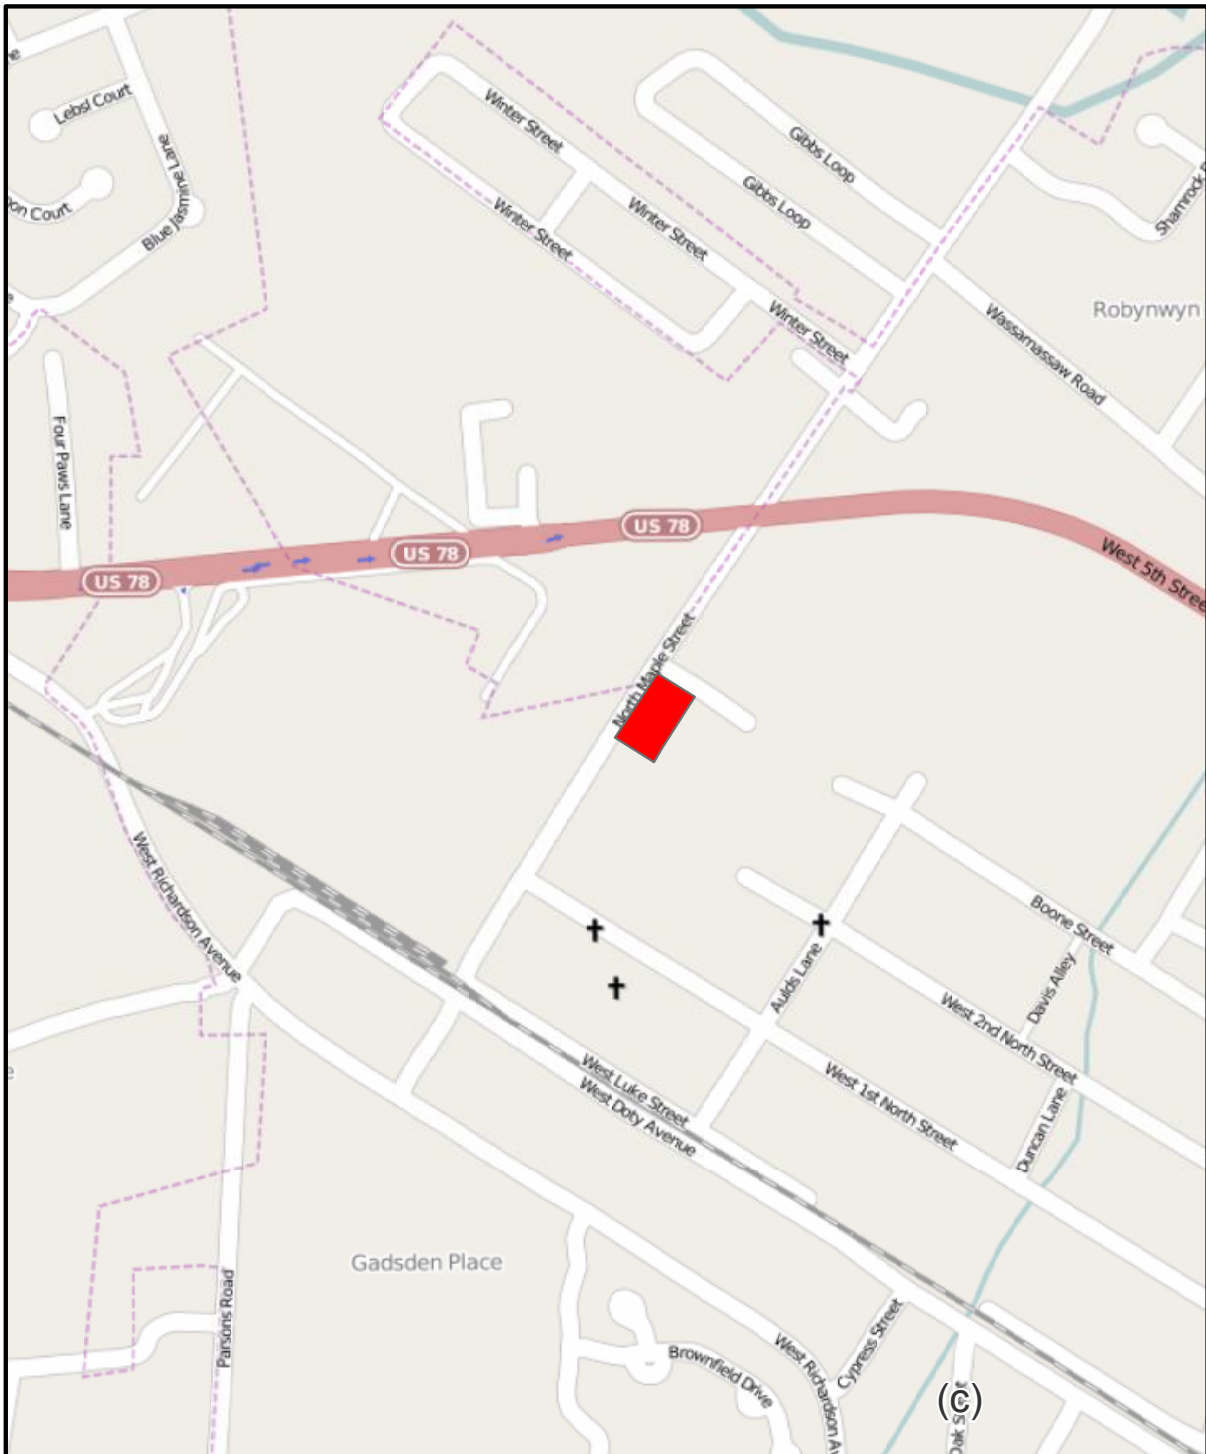 Lebsl Court
Winter Street
Gibbs Loop
Blue Jasmine Lane
Gibbs Loop
Shamrock
oon Court
Winter Street
Winter Street
Robynwyn
Winter Street
Wassamassaw Road
Four Paws Lane
US 78
US 78
US 78
West 5th Stree
North Maple Street
West Richardson Avenue
Boone Street
Aulds Lane
Davis Alley
West 2nd North Street
West Luke Street
West Doty Avenue
West 1st North Street
Duncan Lane
Gadsden Place
Parsons Road
Brownfield Drive
West Richardson Av
Cypress Street
Oak Street
(c)